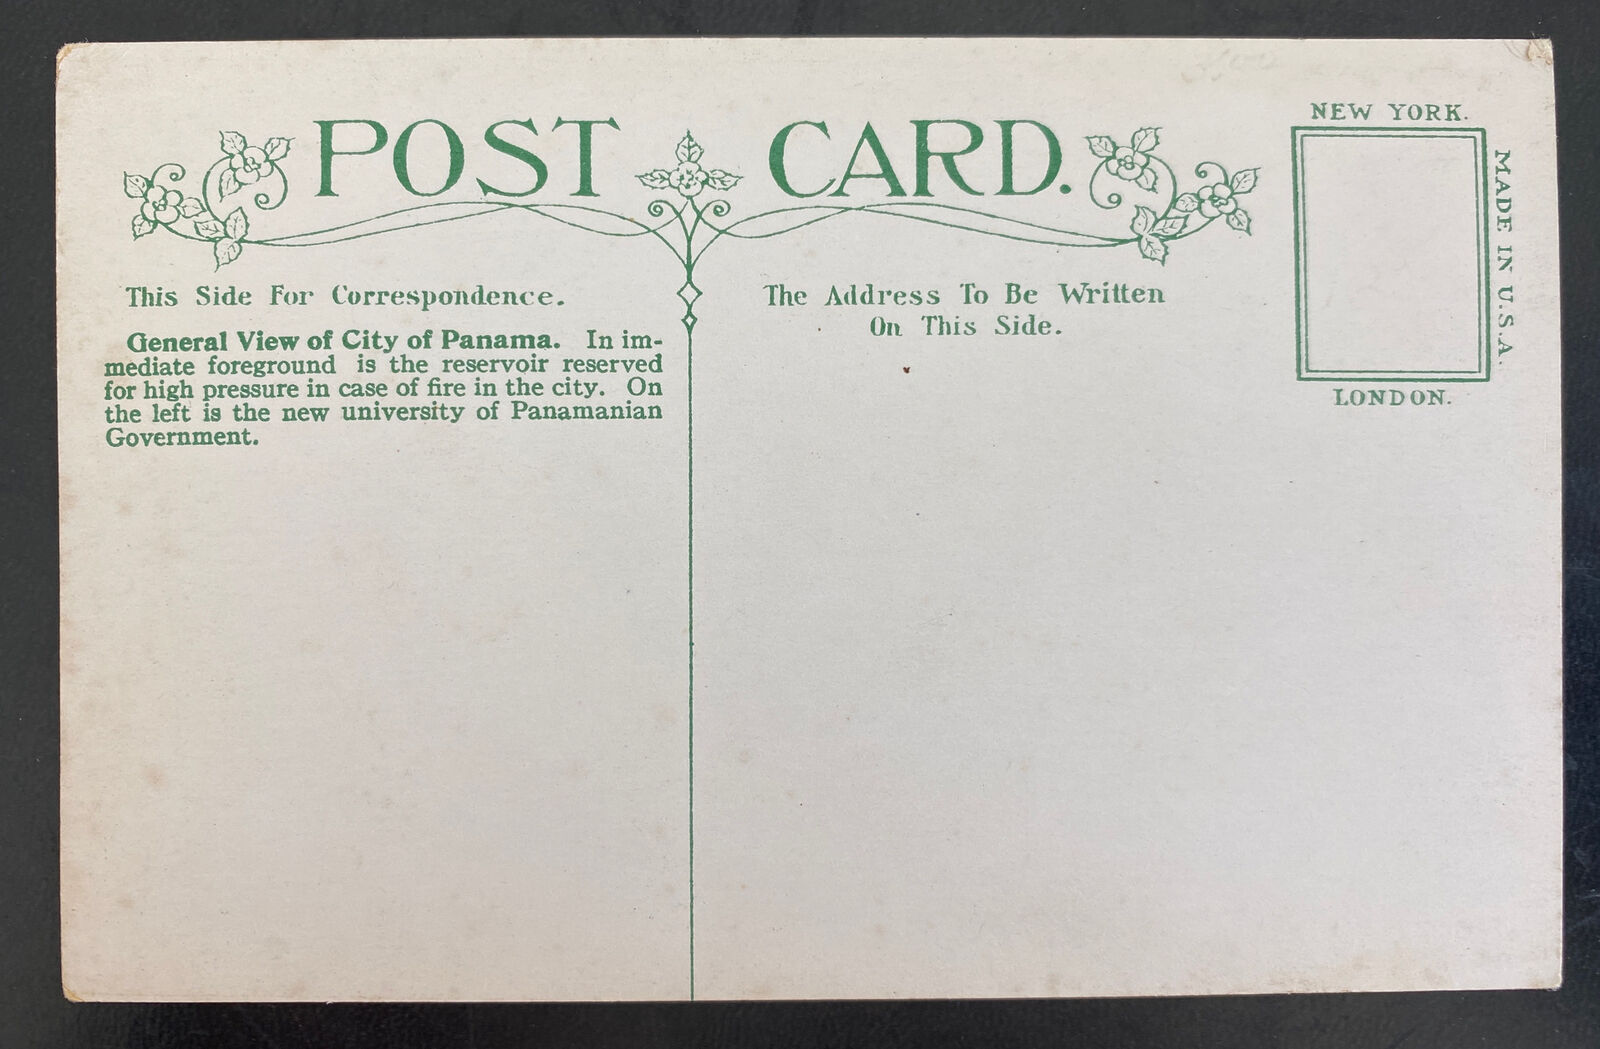 POST CARD.
NEW YORK.
MADE IN U.S.A.
LONDON.
This Side For Correspondence.
General View of City of Panama. In im-
mediate foreground is the reservoir reserved
for high pressure in case of fire in the city. On
the left is the new university of Panamanian
Government.
The Address To Be Written
On This Side.